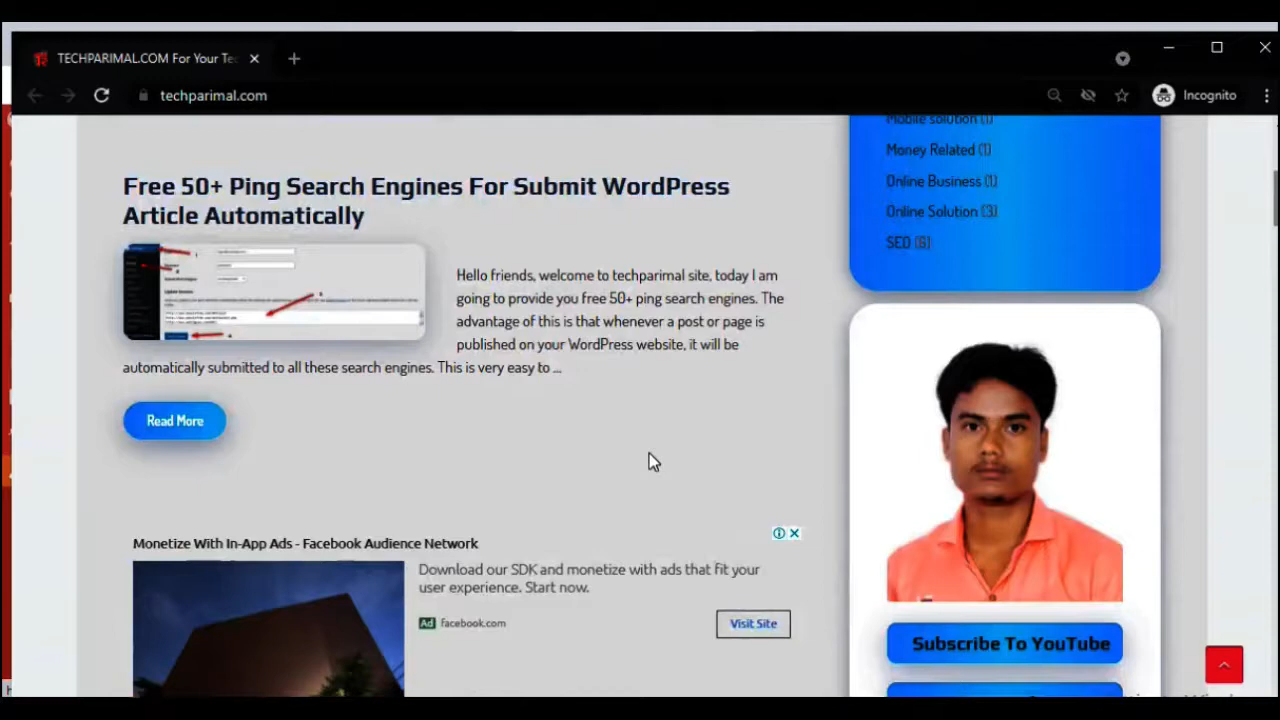 TECHPARIMAL.COM For Your Te
techparimal.com
Incognito
Mobile solution (1)
Money Related (1)
Online Business (1)
Online Solution (3)
SEO (6)
Free 50+ Ping Search Engines For Submit WordPress
Article Automatically
Hello friends, welcome to techparimal site, today I am
going to provide you free 50+ ping search engines. The
advantage of this is that whenever a post or page is
published on your WordPress website, it will be
automatically submitted to all these search engines. This is very easy to ...
Read More
Monetize With In-App Ads - Facebook Audience Network
Download our SDK and monetize with ads that fit your
user experience. Start now.
Ad facebook.com
Visit Site
Subscribe To YouTube